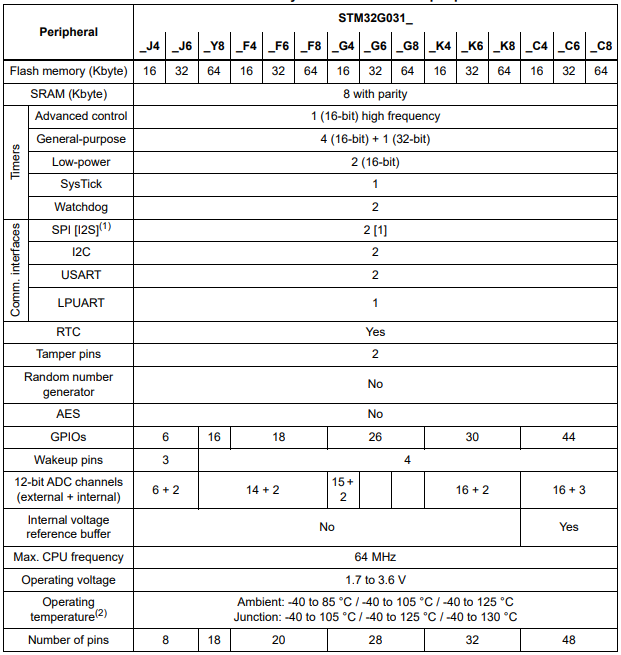 Peripheral
STM32G031_
_J4 _J6 _Y8 _F4 _F6 _F8 _G4 _G6 _G8 _K4 _K6 _K8 _C4 _C6 _C8
Flash memory (Kbyte) 16 32 64 16 32 64 16 32 64 16 32 64 16 32 64
SRAM (Kbyte) 8 with parity
Timers
Advanced control 1 (16-bit) high frequency
General-purpose 4 (16-bit) + 1 (32-bit)
Low-power 2 (16-bit)
SysTick 1
Watchdog 2
Comm. interfaces
SPI [I2S](1) 2 [1]
I2C 2
USART 2
LPUART 1
RTC Yes
Tamper pins 2
Random number
generator No
AES No
GPIOs 6 16 18 26 30 44
Wakeup pins 3 4
12-bit ADC channels
(external + internal) 6 + 2 14 + 2 15 +
2 16 + 2 16 + 3
Internal voltage
reference buffer No Yes
Max. CPU frequency 64 MHz
Operating voltage 1.7 to 3.6 V
Operating
temperature(2)
Ambient: -40 to 85 °C / -40 to 105 °C / -40 to 125 °C
Junction: -40 to 105 °C / -40 to 125 °C / -40 to 130 °C
Number of pins 8 18 20 28 32 48